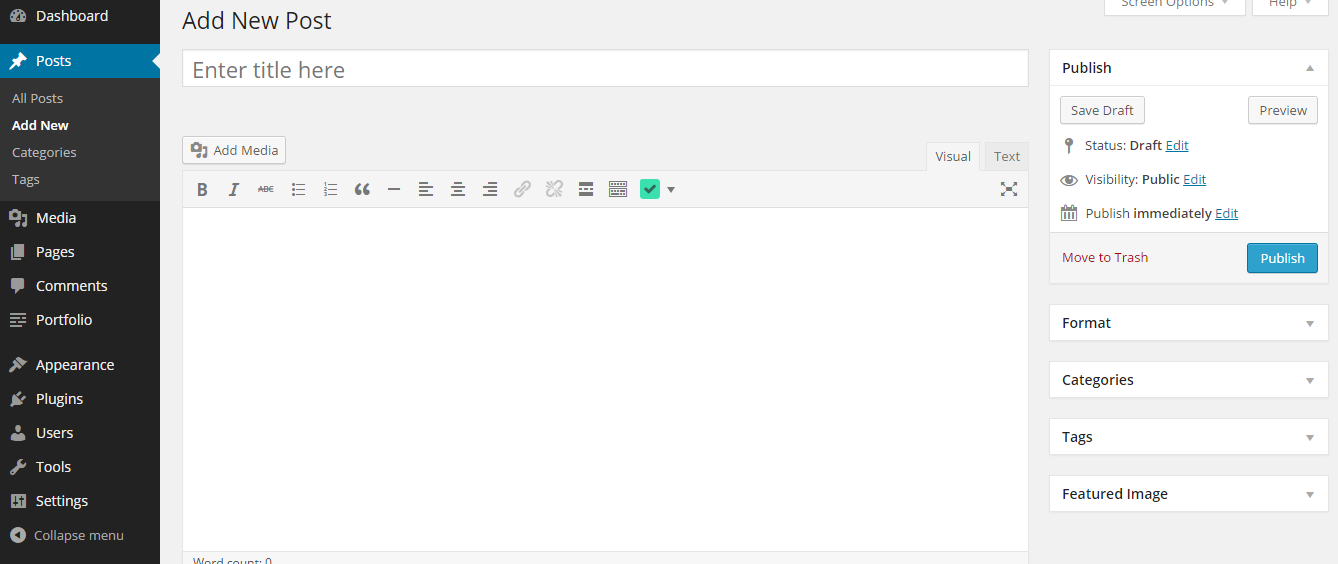 Dashboard
Posts
All Posts
Add New
Categories
Tags
Media
Pages
Comments
Portfolio
Appearance
Plugins
Users
Tools
Settings
Collapse menu
Add New Post
Screen Options
Help
Enter title here
Add Media
Visual
Text
B I ABC
Word count: 0
Publish
Save Draft
Preview
Status: Draft Edit
Visibility: Public Edit
Publish immediately Edit
Move to Trash
Publish
Format
Categories
Tags
Featured Image